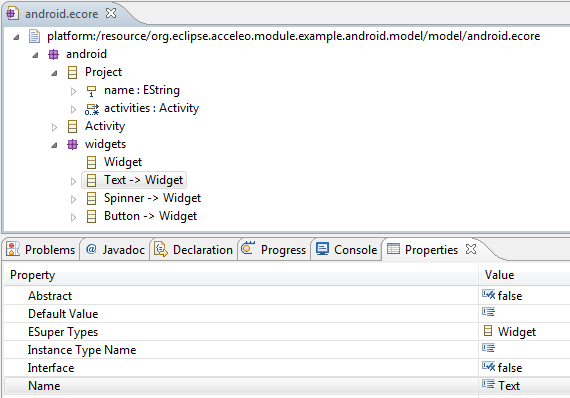 android.ecore
platform:/resource/org.eclipse.acceleo.module.example.android.model/model/android.ecore
android
Project
name : EString
0..* activities : Activity
Activity
widgets
Widget
Text -> Widget
Spinner -> Widget
Button -> Widget
Problems @ Javadoc Declaration Progress Console Properties
Property Value
Abstract false
Default Value
ESuper Types Widget
Instance Type Name
Interface false
Name Text